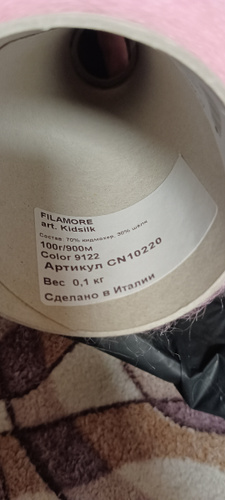 FILAMORE
art. Kidsilk
Состав: 70% кидмохер, 30% шелк
100г/900м
Color 9122
Артикул CN10220
Вес 0,1 кг
Сделано в Италии